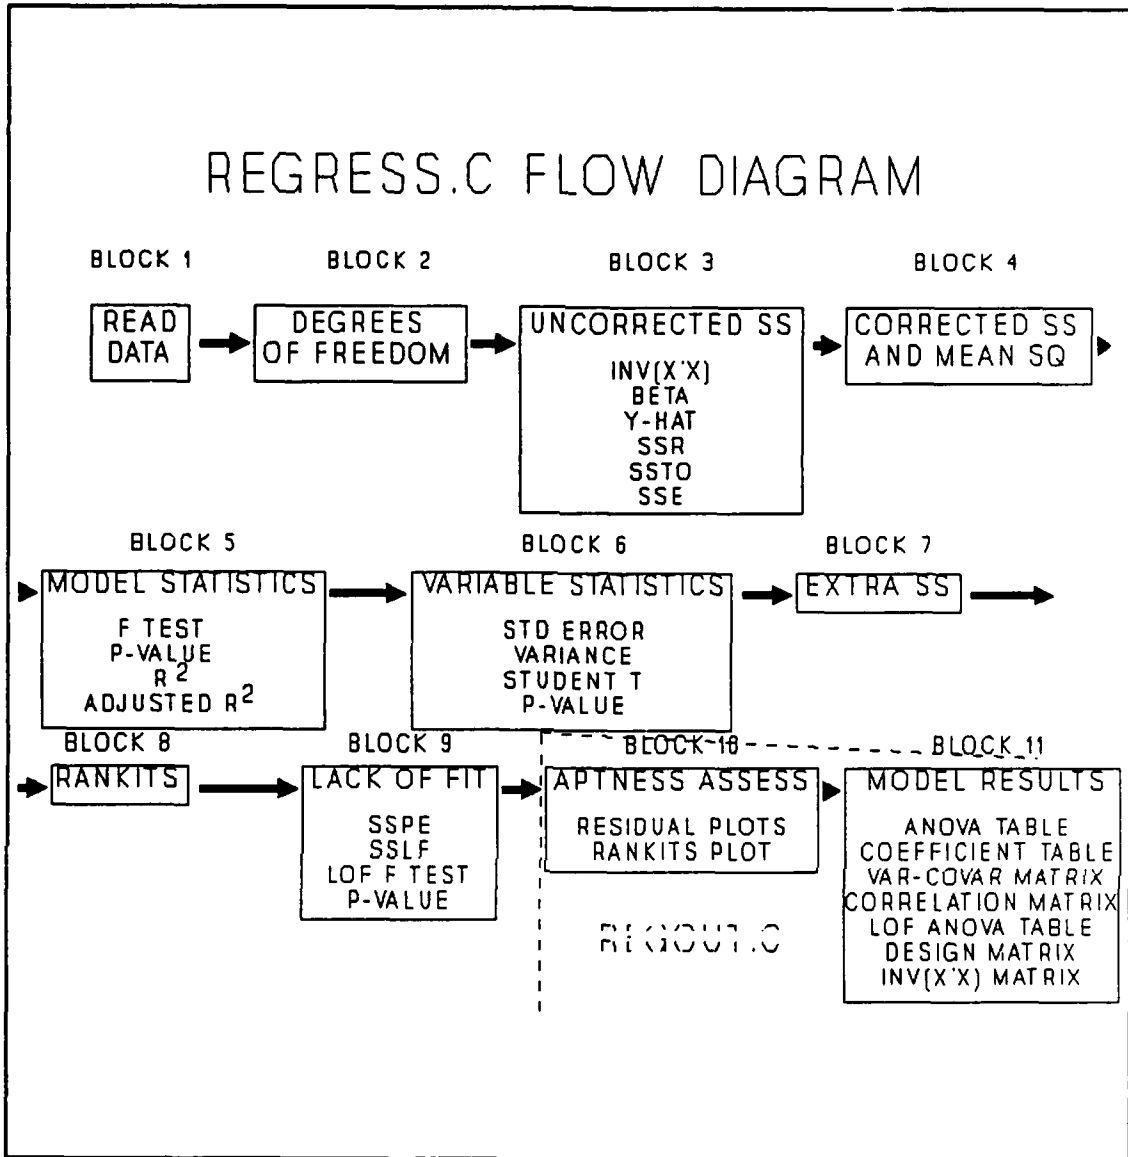 REGRESS.C FLOW DIAGRAM
BLOCK 1
READ
DATA
BLOCK 2
DEGREES
OF FREEDOM
BLOCK 3
UNCORRECTED SS
INV(X'X)
BETA
Y-HAT
SSR
SSTO
SSE
BLOCK 4
CORRECTED SS
AND MEAN SQ
BLOCK 5
MODEL STATISTICS
F TEST
P-VALUE
R²
ADJUSTED R²
BLOCK 6
VARIABLE STATISTICS
STD ERROR
VARIANCE
STUDENT T
P-VALUE
BLOCK 7
EXTRA SS
BLOCK 8
RANKITS
BLOCK 9
LACK OF FIT
SSPE
SSLF
LOF F TEST
P-VALUE
BLOCK 10
APTNESS ASSESS
RESIDUAL PLOTS
RANKITS PLOT
REGOUT.C
BLOCK 11
MODEL RESULTS
ANOVA TABLE
COEFFICIENT TABLE
VAR-COVAR MATRIX
CORRELATION MATRIX
LOF ANOVA TABLE
DESIGN MATRIX
INV(X'X) MATRIX